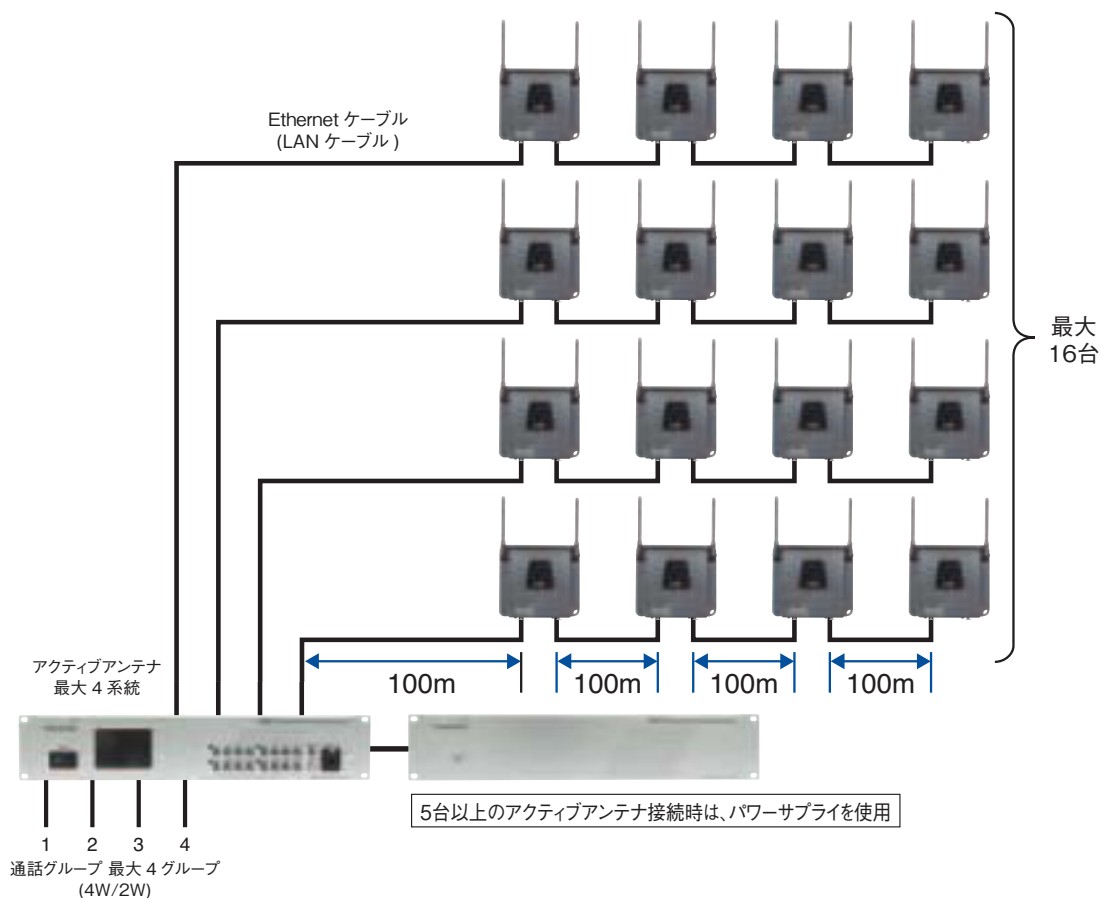 Ethernet ケーブル
(LAN ケーブル )
最大
16台
アクティブアンテナ
最大 4 系統
100m 100m 100m 100m
5台以上のアクティブアンテナ接続時は、パワーサプライを使用
1 2 3 4
通話グループ 最大 4 グループ
(4W/2W)